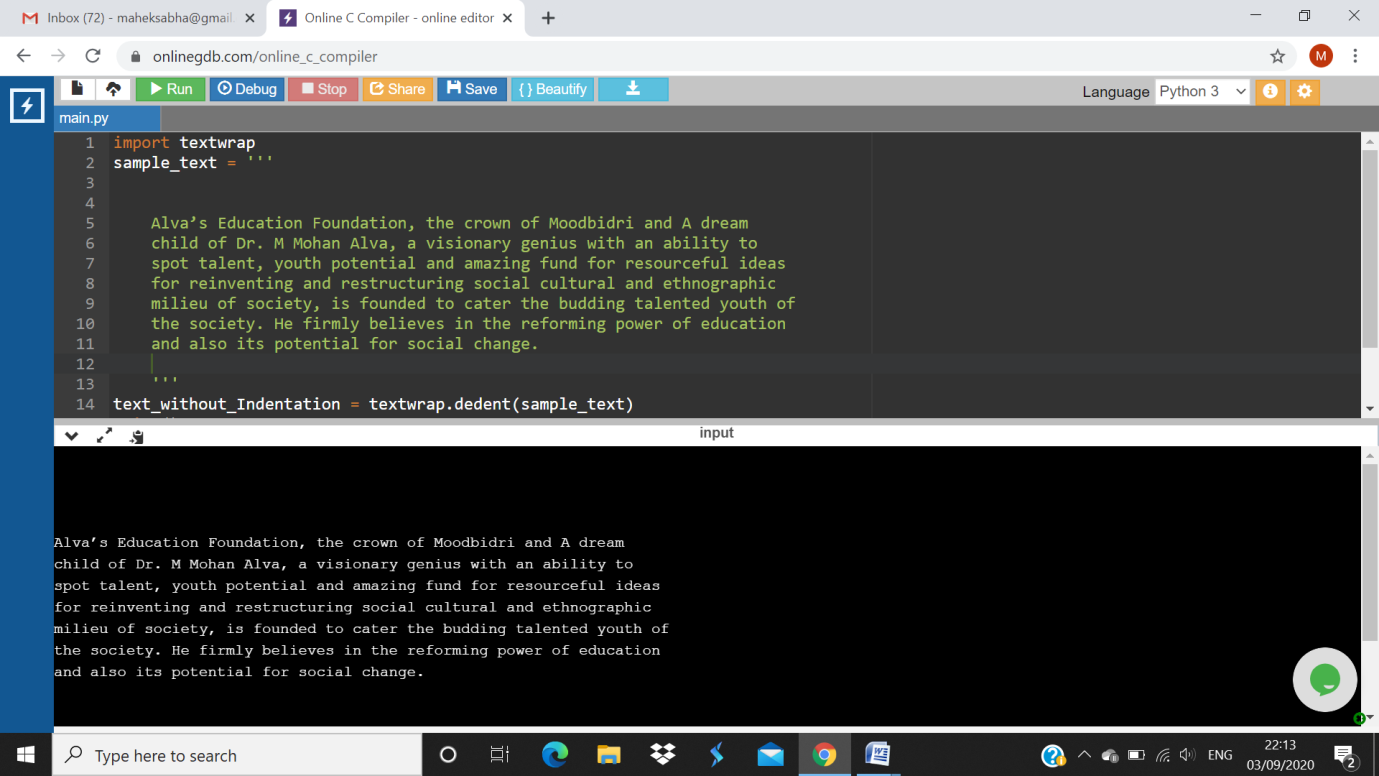 Inbox (72) - maheksabha@gmail
Online C Compiler - online editor
onlinegdb.com/online_c_compiler
M
Run Debug Stop Share Save {} Beautify
Language Python 3
main.py
1 import textwrap
2 sample_text = '''
3
4
5 Alva’s Education Foundation, the crown of Moodbidri and A dream
6 child of Dr. M Mohan Alva, a visionary genius with an ability to
7 spot talent, youth potential and amazing fund for resourceful ideas
8 for reinventing and restructuring social cultural and ethnographic
9 milieu of society, is founded to cater the budding talented youth of
10 the society. He firmly believes in the reforming power of education
11 and also its potential for social change.
12
13 '''
14 text_without_Indentation = textwrap.dedent(sample_text)
input
Alva’s Education Foundation, the crown of Moodbidri and A dream
child of Dr. M Mohan Alva, a visionary genius with an ability to
spot talent, youth potential and amazing fund for resourceful ideas
for reinventing and restructuring social cultural and ethnographic
milieu of society, is founded to cater the budding talented youth of
the society. He firmly believes in the reforming power of education
and also its potential for social change.
Type here to search
ENG
22:13
03/09/2020
2